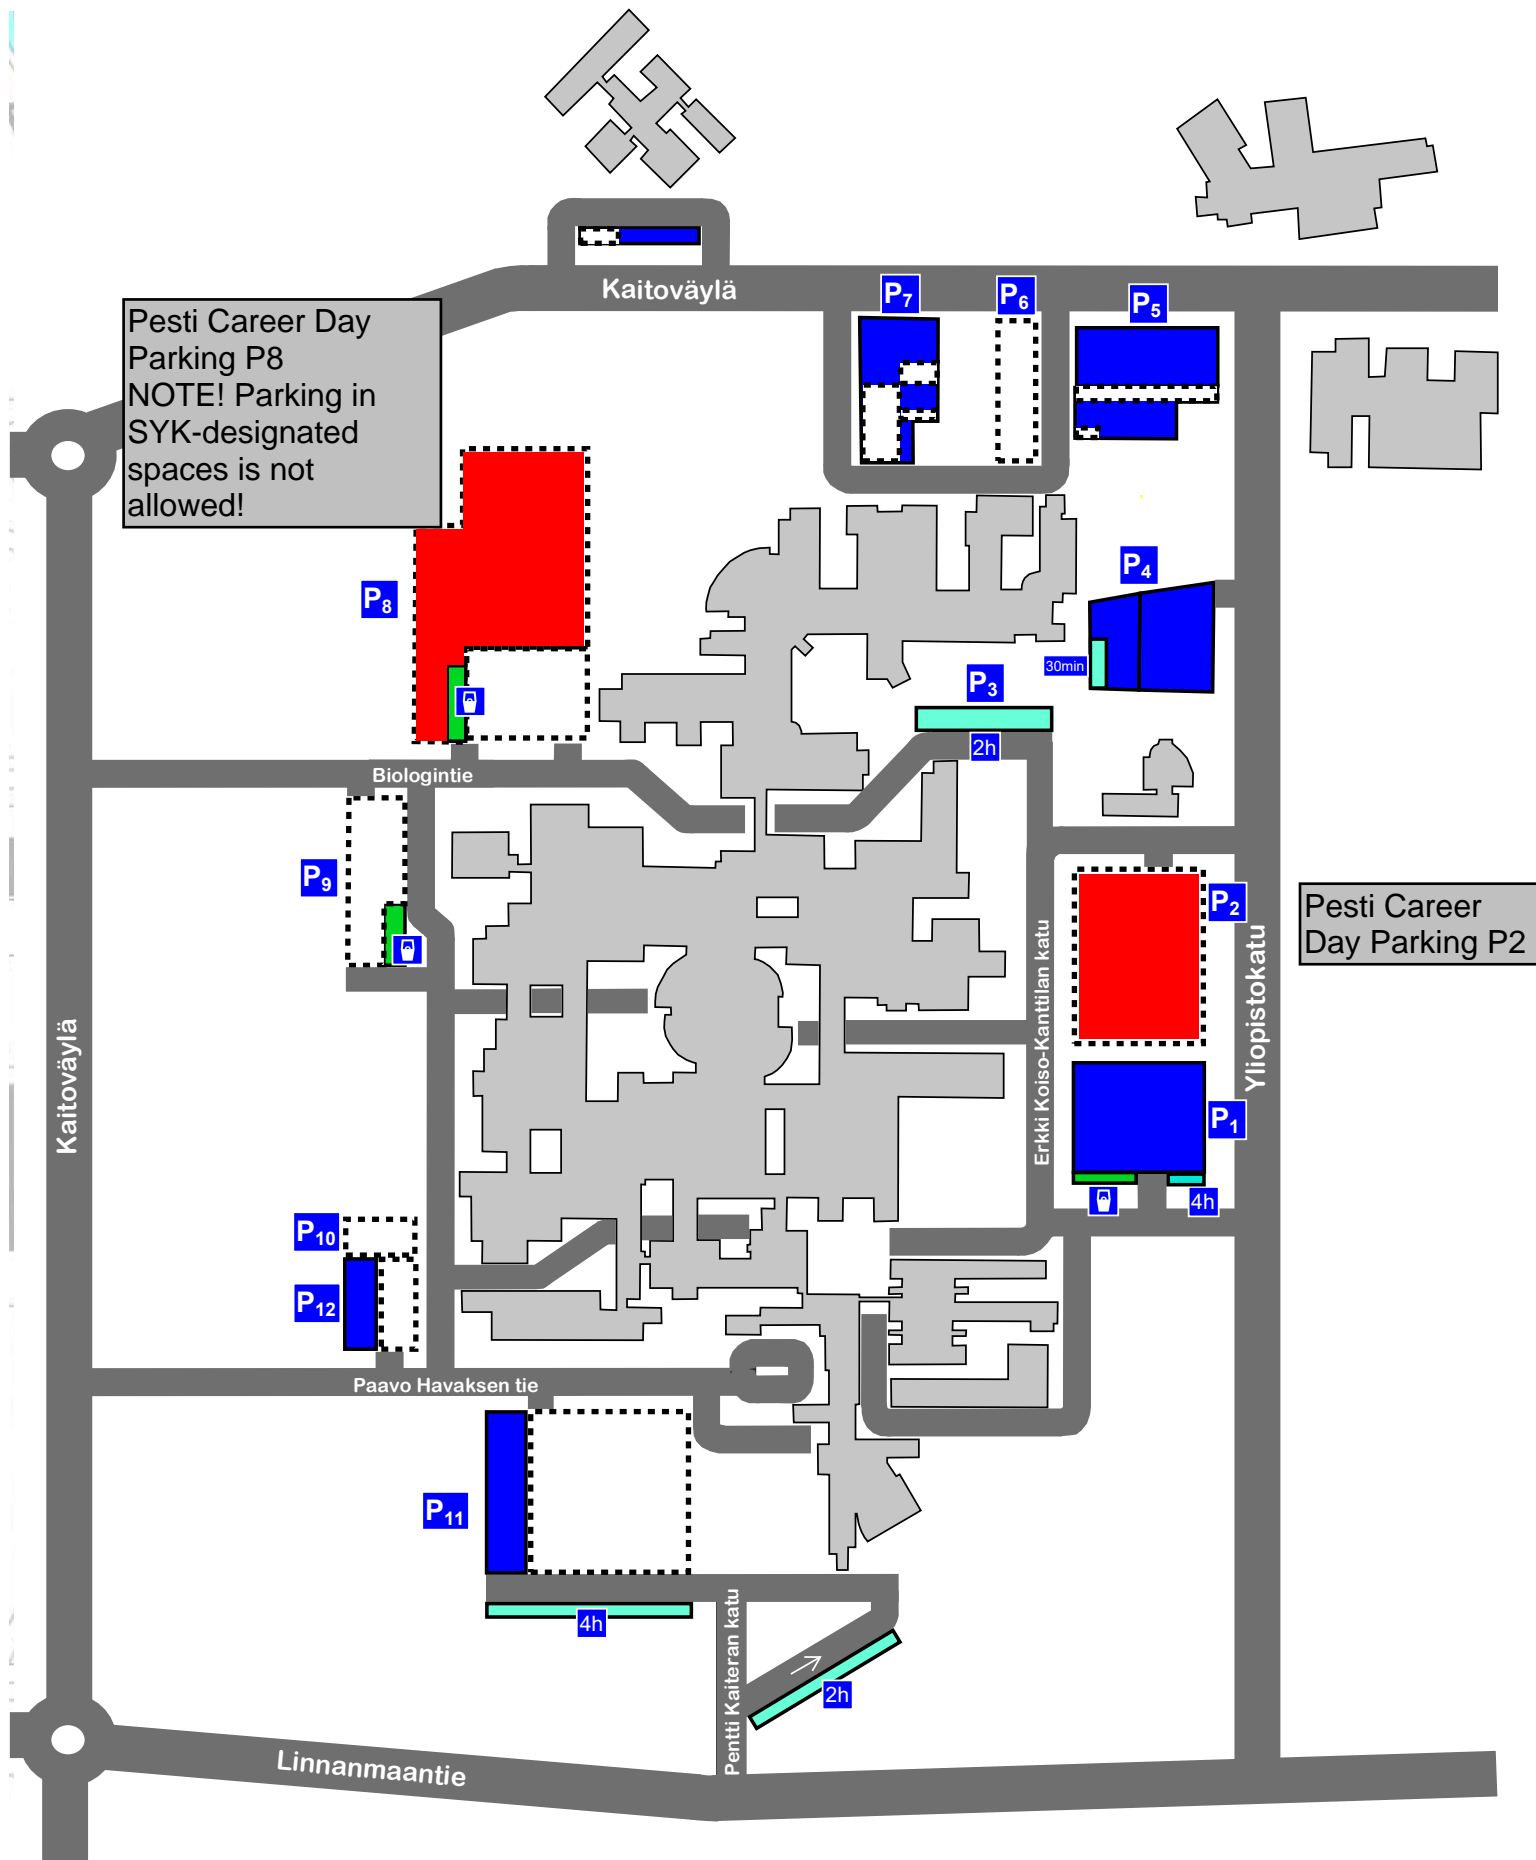 Kaitoväylä
P7
P6
P5
Pesti Career Day
Parking P8
NOTE! Parking in
SYK-designated
spaces is not
allowed!
P8
P4
30min
P3
2h
Biologintie
P9
P2
Pesti Career
Day Parking P2
Erkki Koiso-Kanttilan katu
Yliopistokatu
Kaitoväylä
P1
4h
P10
P12
Paavo Havaksen tie
P11
4h
Pentti Kaiteran katu
2h
Linnanmaantie